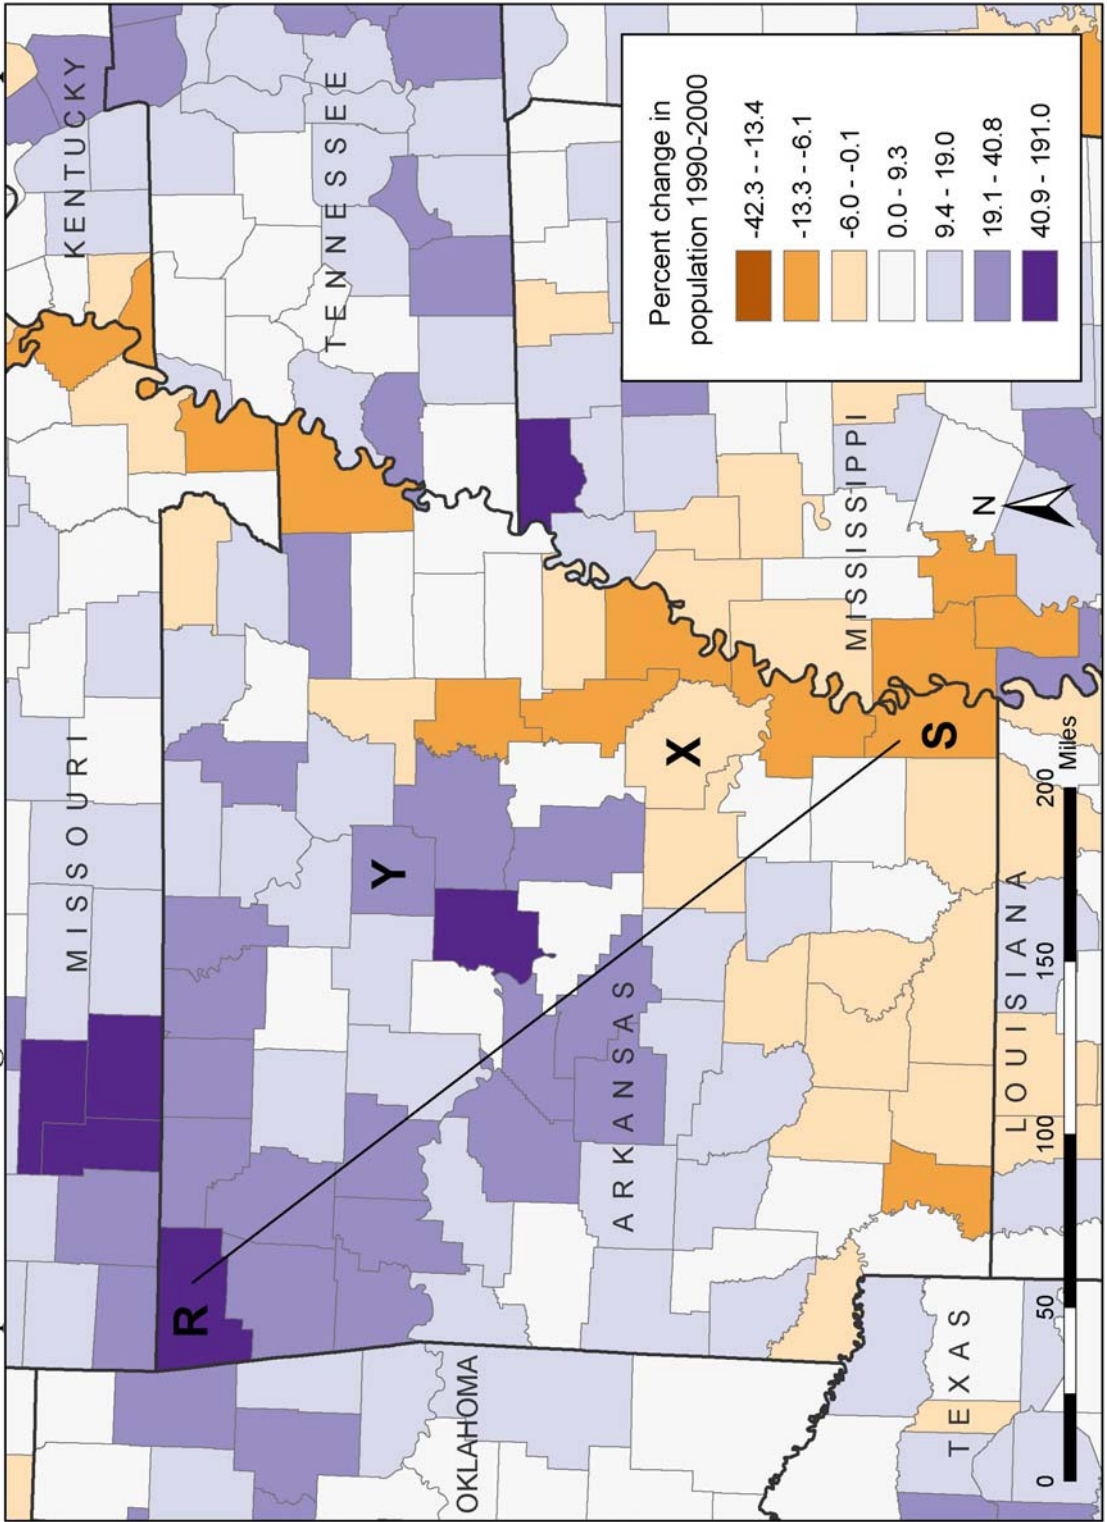 MISSOURI
KENTUCKY
TENNESSEE
OKLAHOMA
ARKANSAS
MISSISSIPPI
TEXAS
LOUISIANA
R
Y
X
S
N
Percent change in
population 1990-2000
-42.3 - -13.4
-13.3 - -6.1
-6.0 - -0.1
0.0 - 9.3
9.4 - 19.0
19.1 - 40.8
40.9 - 191.0
0 50 100 150 200
Miles